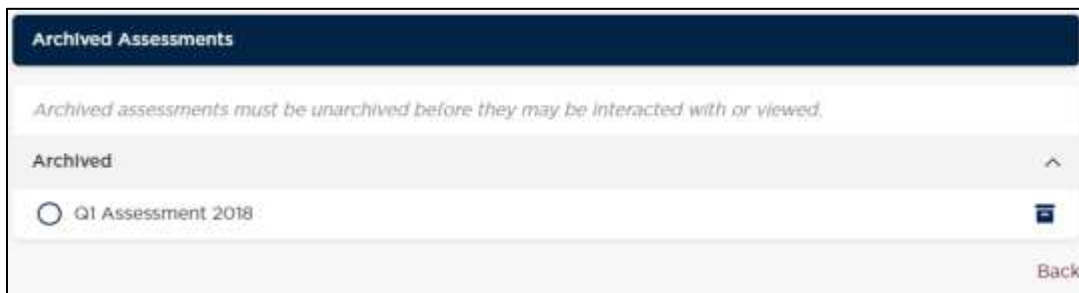 Archived Assessments
Archived assessments must be unarchived before they may be interacted with or viewed.
Archived
Q1 Assessment 2018
Back